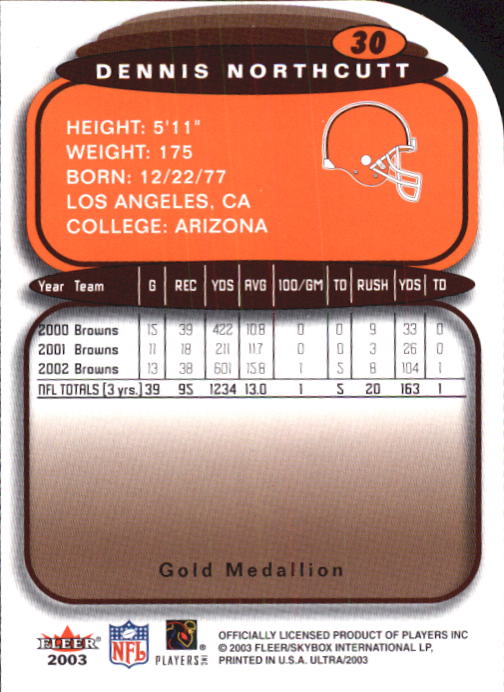 30
DENNIS NORTHCUTT
HEIGHT: 5'11"
WEIGHT: 175
BORN: 12/22/77
LOS ANGELES, CA
COLLEGE: ARIZONA
Year Team G REC YDS AVG 100/GM TD RUSH YDS TD
2000 Browns 15 39 422 10.8 0 0 9 33 0
2001 Browns 11 18 211 11.7 0 0 3 26 0
2002 Browns 13 38 601 15.8 1 5 8 104 1
NFL TOTALS (3 yrs.) 39 95 1234 13.0 1 5 20 163 1
Gold Medallion
FLEER
2003
NFL
PLAYERS INC
OFFICIALLY LICENSED PRODUCT OF PLAYERS INC
© 2003 FLEER/SKYBOX INTERNATIONAL LP,
PRINTED IN U.S.A. ULTRA/2003